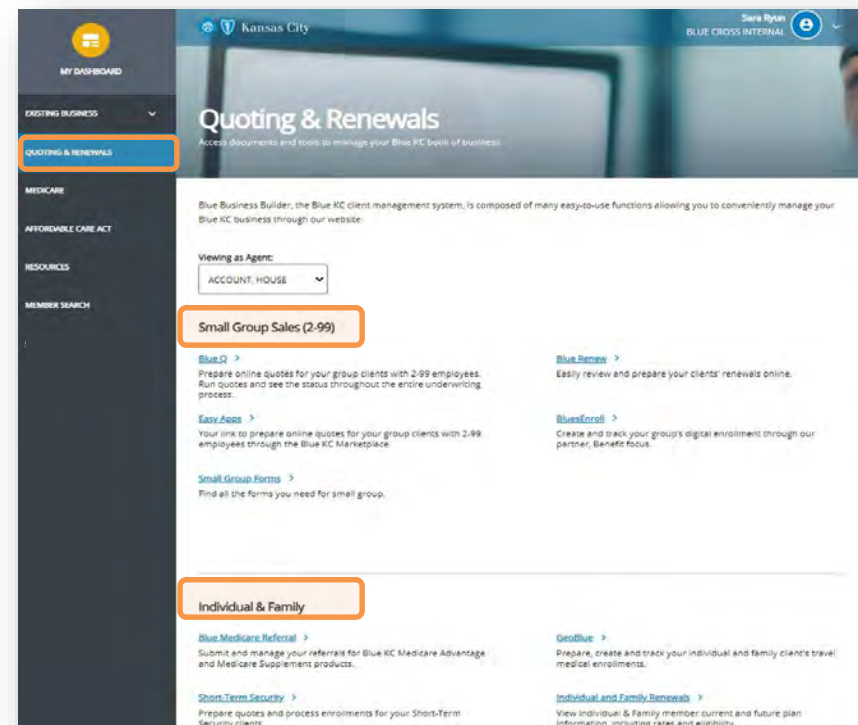 Kansas City
Sara Ryun
BLUE CROSS INTERNAL
MY DASHBOARD
EXISTING BUSINESS
QUOTING & RENEWALS
MEDICARE
AFFORDABLE CARE ACT
RESOURCES
MEMBER SEARCH
Quoting & Renewals
Access documents and tools to manage your Blue KC book of business
Blue Business Builder, the Blue KC client management system, is composed of many easy-to-use functions allowing you to conveniently manage your
Blue KC business through our website.
Viewing as Agent:
ACCOUNT, HOUSE
Small Group Sales (2-99)
Blue Q >
Prepare online quotes for your group clients with 2-99 employees.
Run quotes and see the status throughout the entire underwriting
process.
Blue Renew >
Easily review and prepare your clients' renewals online.
Easy Apps >
Your link to prepare online quotes for your group clients with 2-99
employees through the Blue KC Marketplace.
BluesEnroll >
Create and track your group's digital enrollment through our
partner, Benefit focus.
Small Group Forms >
Find all the forms you need for small group.
Individual & Family
Blue Medicare Referral >
Submit and manage your referrals for Blue KC Medicare Advantage
and Medicare Supplement products.
GeoBlue >
Prepare, create and track your individual and family client's travel
medical enrollments.
Short-Term Security >
Prepare quotes and process enrollments for your Short-Term
Security clients.
Individual and Family Renewals >
View Individual & Family member current and future plan
information, including rates and eligibility.